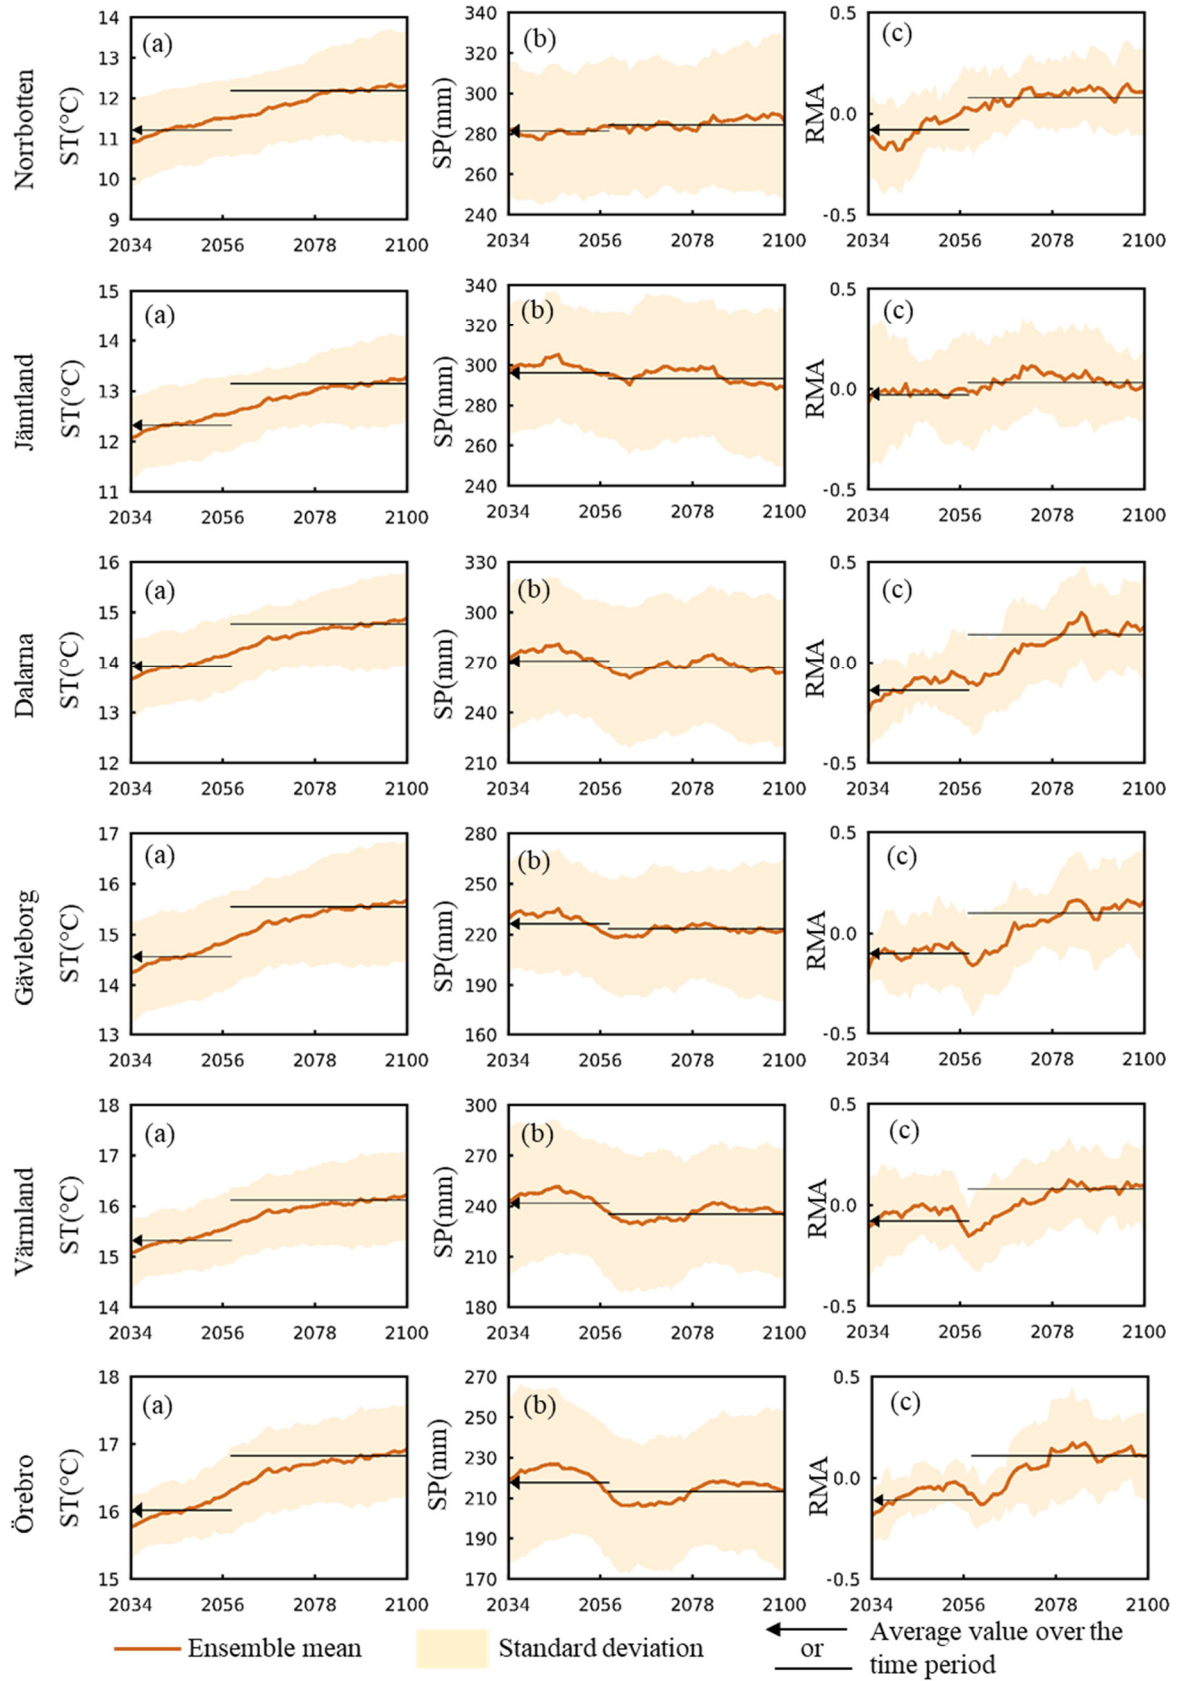 Norrbotten
ST(°C)
14
13
12
11
10
9
(a)
2034 2056 2078 2100
SP(mm)
340
320
300
280
260
240
(b)
2034 2056 2078 2100
RMA
0.5
0.0
-0.5
(c)
2034 2056 2078 2100
Jämtland
ST(°C)
15
14
13
12
11
(a)
2034 2056 2078 2100
SP(mm)
340
320
300
280
260
240
(b)
2034 2056 2078 2100
RMA
0.5
0.0
-0.5
(c)
2034 2056 2078 2100
Dalarna
ST(°C)
16
15
14
13
12
(a)
2034 2056 2078 2100
SP(mm)
330
300
270
240
210
(b)
2034 2056 2078 2100
RMA
0.5
0.0
-0.5
(c)
2034 2056 2078 2100
Gävleborg
ST(°C)
17
16
15
14
13
(a)
2034 2056 2078 2100
SP(mm)
280
250
220
190
160
(b)
2034 2056 2078 2100
RMA
0.5
0.0
-0.5
(c)
2034 2056 2078 2100
Värmland
ST(°C)
18
17
16
15
14
(a)
2034 2056 2078 2100
SP(mm)
300
270
240
210
180
(b)
2034 2056 2078 2100
RMA
0.5
0.0
-0.5
(c)
2034 2056 2078 2100
Örebro
ST(°C)
18
17
16
15
(a)
2034 2056 2078 2100
SP(mm)
270
250
230
210
190
170
(b)
2034 2056 2078 2100
RMA
0.5
0.0
-0.5
(c)
2034 2056 2078 2100
Ensemble mean
Standard deviation
or
Average value over the
time period